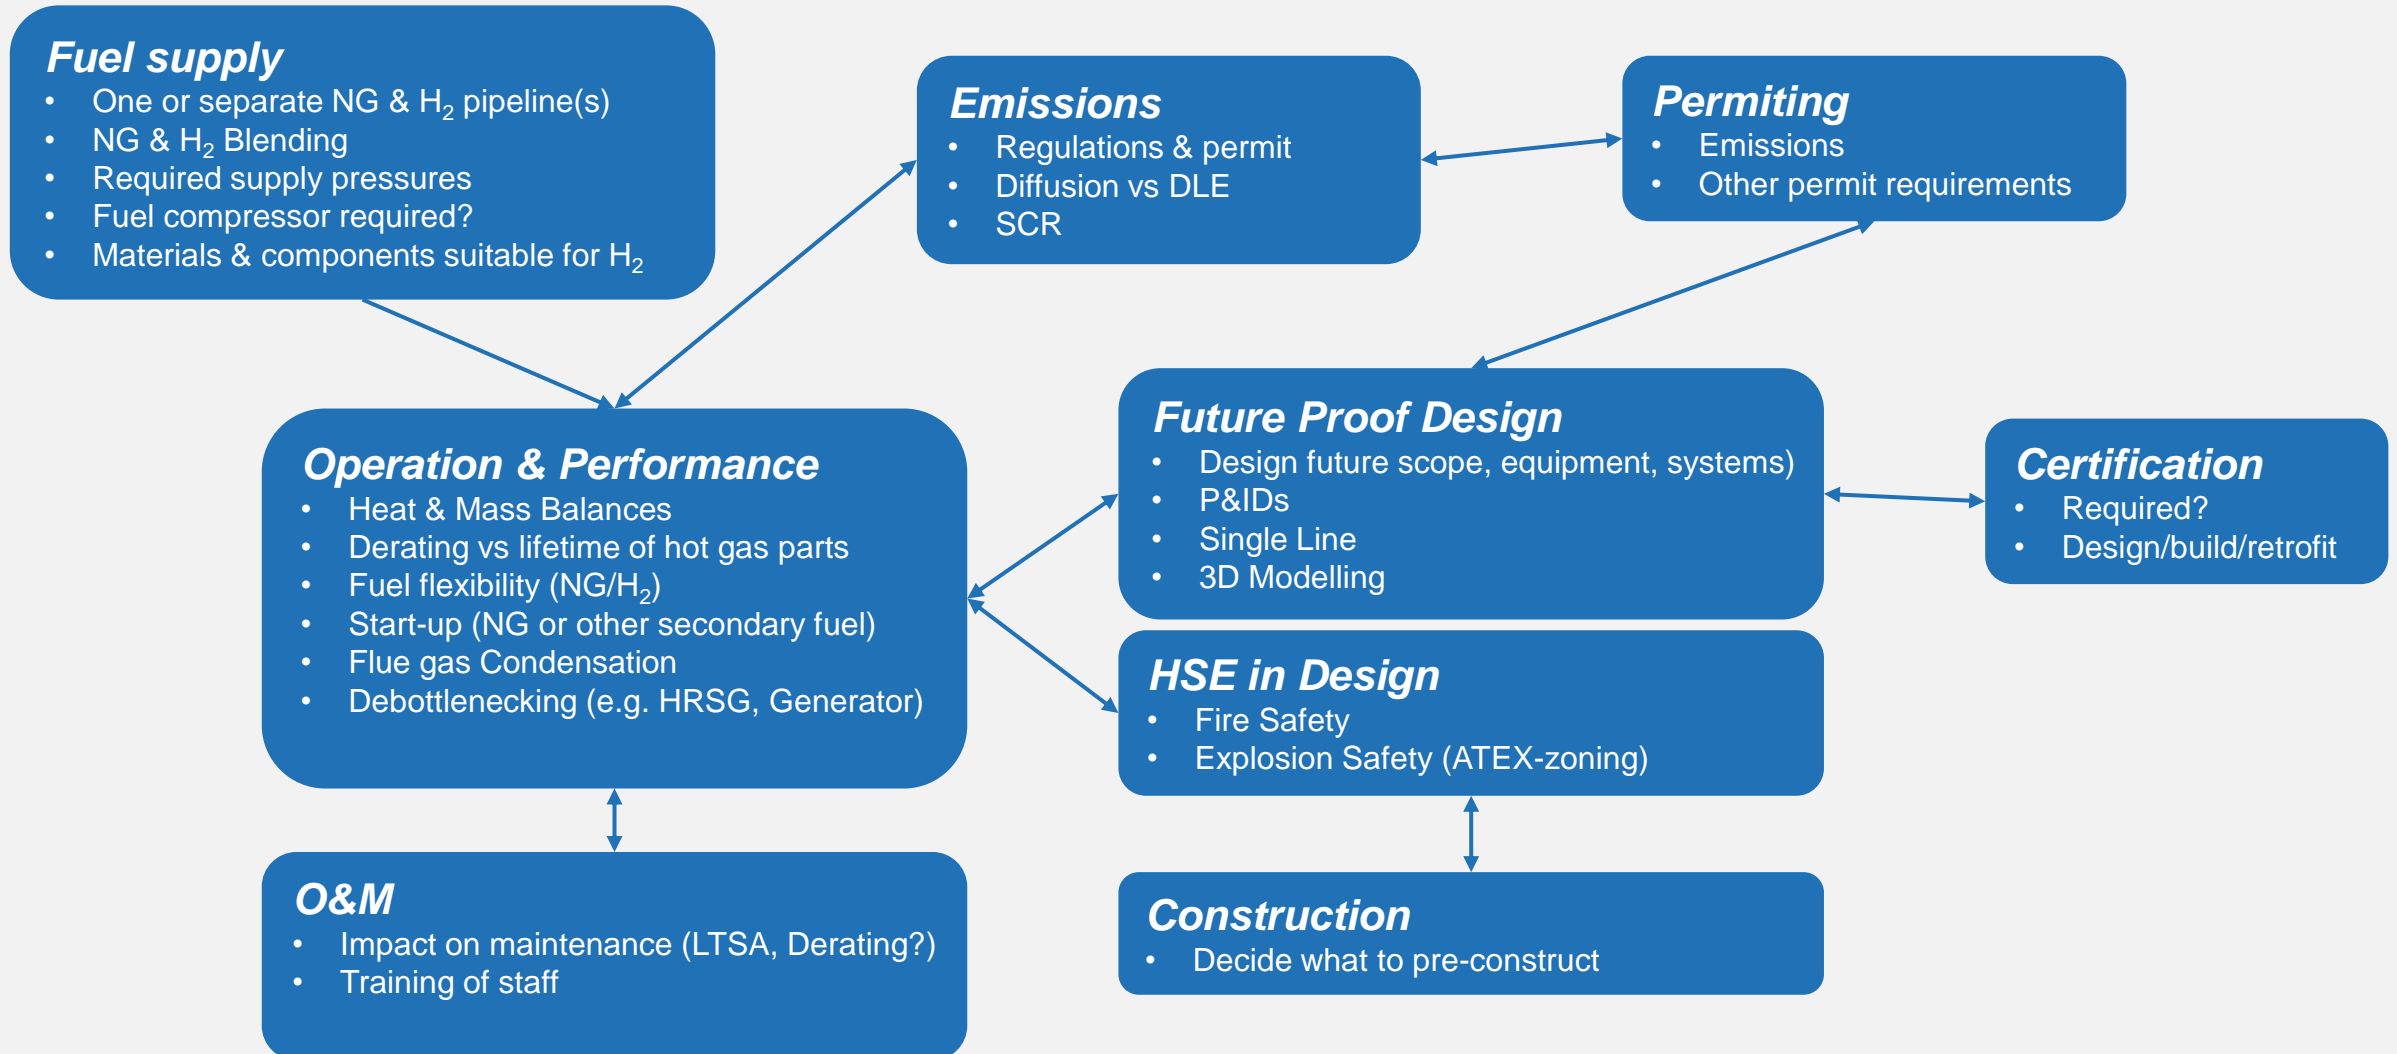 Fuel supply
• One or separate NG & H₂ pipeline(s)
• NG & H₂ Blending
• Required supply pressures
• Fuel compressor required?
• Materials & components suitable for H₂
Emissions
• Regulations & permit
• Diffusion vs DLE
• SCR
Permiting
• Emissions
• Other permit requirements
Operation & Performance
• Heat & Mass Balances
• Derating vs lifetime of hot gas parts
• Fuel flexibility (NG/H₂)
• Start-up (NG or other secondary fuel)
• Flue gas Condensation
• Debottlenecking (e.g. HRSG, Generator)
Future Proof Design
• Design future scope, equipment, systems)
• P&IDs
• Single Line
• 3D Modelling
Certification
• Required?
• Design/build/retrofit
HSE in Design
• Fire Safety
• Explosion Safety (ATEX-zoning)
O&M
• Impact on maintenance (LTSA, Derating?)
• Training of staff
Construction
• Decide what to pre-construct